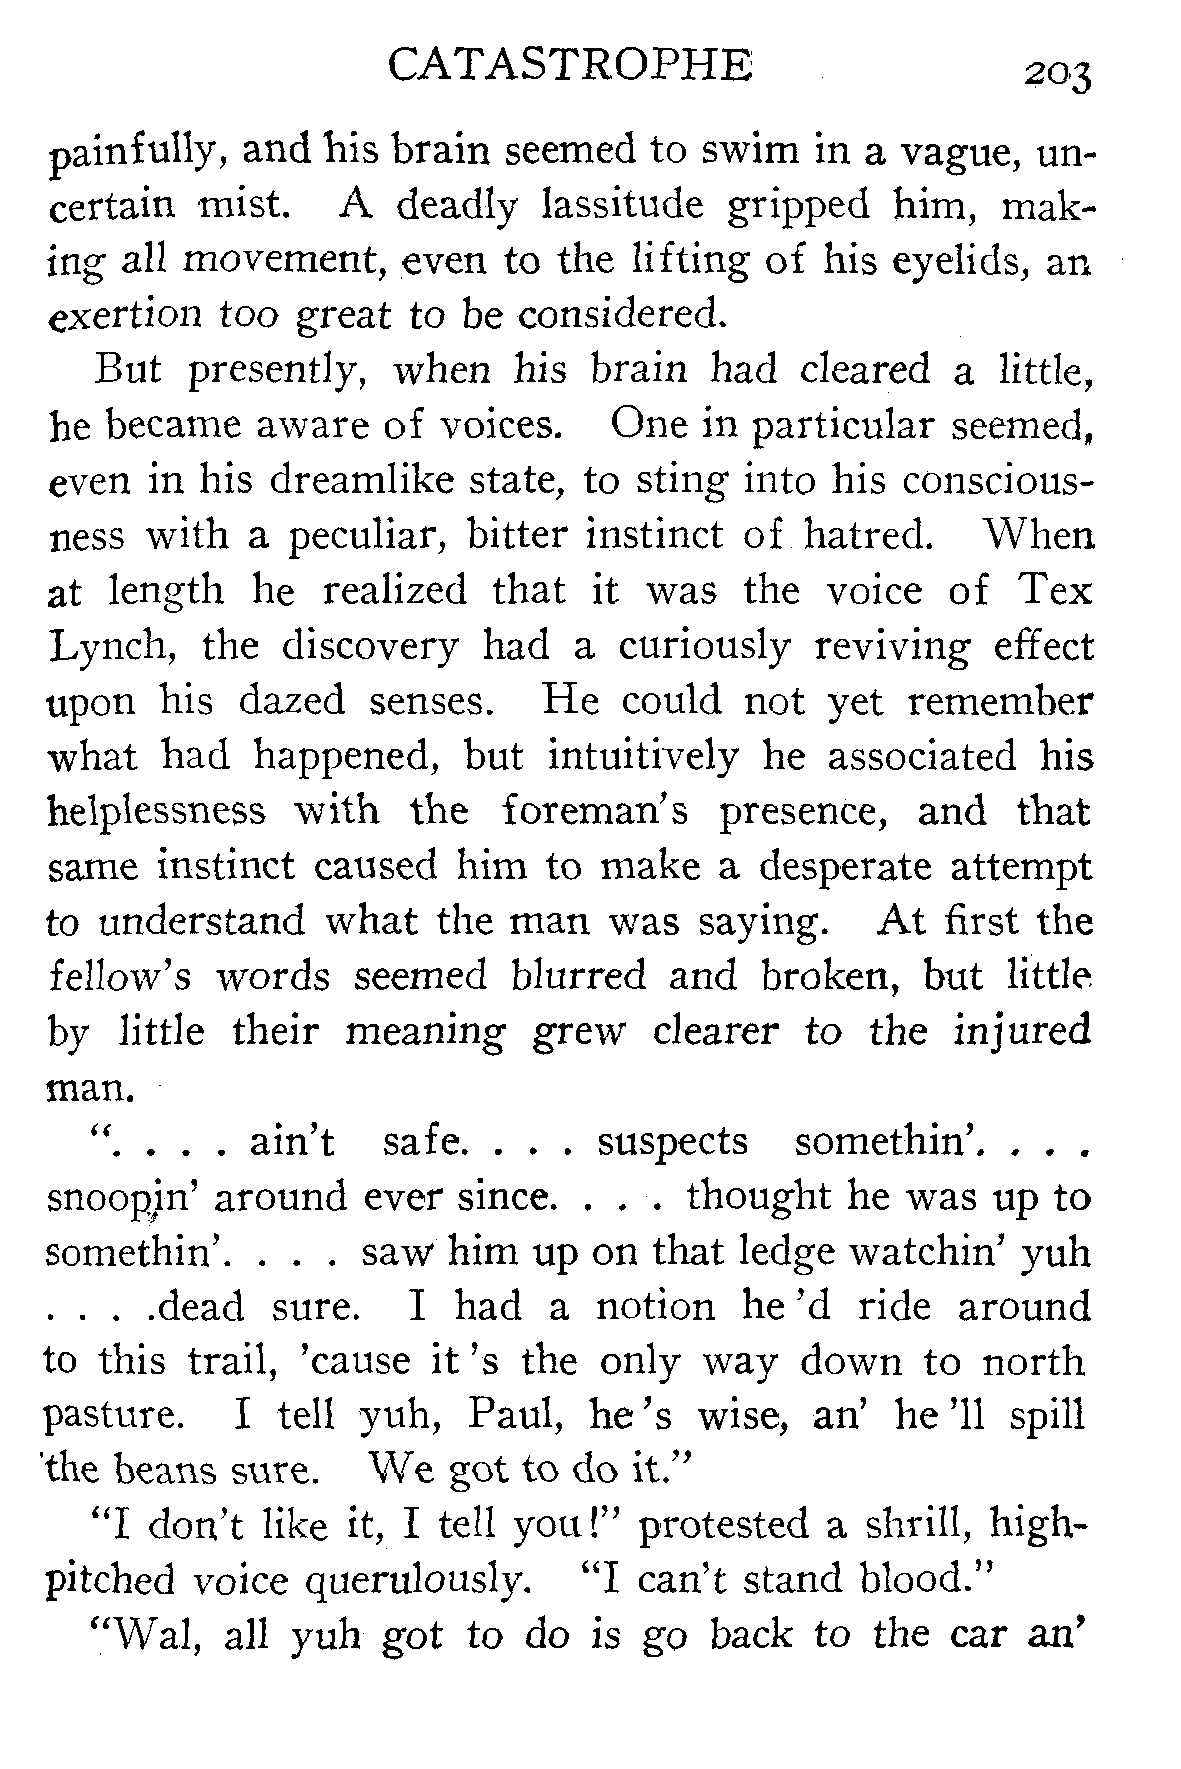 CATASTROPHE 203
painfully, and his brain seemed to swim in a vague, un-
certain mist. A deadly lassitude gripped him, mak-
ing all movement, even to the lifting of his eyelids, an
exertion too great to be considered.
But presently, when his brain had cleared a little,
he became aware of voices. One in particular seemed,
even in his dreamlike state, to sting into his conscious-
ness with a peculiar, bitter instinct of hatred. When
at length he realized that it was the voice of Tex
Lynch, the discovery had a curiously reviving effect
upon his dazed senses. He could not yet remember
what had happened, but intuitively he associated his
helplessness with the foreman's presence, and that
same instinct caused him to make a desperate attempt
to understand what the man was saying. At first the
fellow's words seemed blurred and broken, but little
by little their meaning grew clearer to the injured
man.
“. . . . ain't safe. . . . suspects somethin'. . . .
snoopin' around ever since. . . . thought he was up to
somethin'. . . . saw him up on that ledge watchin' yuh
. . . .dead sure. I had a notion he 'd ride around
to this trail, 'cause it 's the only way down to north
pasture. I tell yuh, Paul, he 's wise, an' he 'll spill
the beans sure. We got to do it.”
“I don't like it, I tell you!” protested a shrill, high-
pitched voice querulously. “I can't stand blood.”
“Wal, all yuh got to do is go back to the car an'